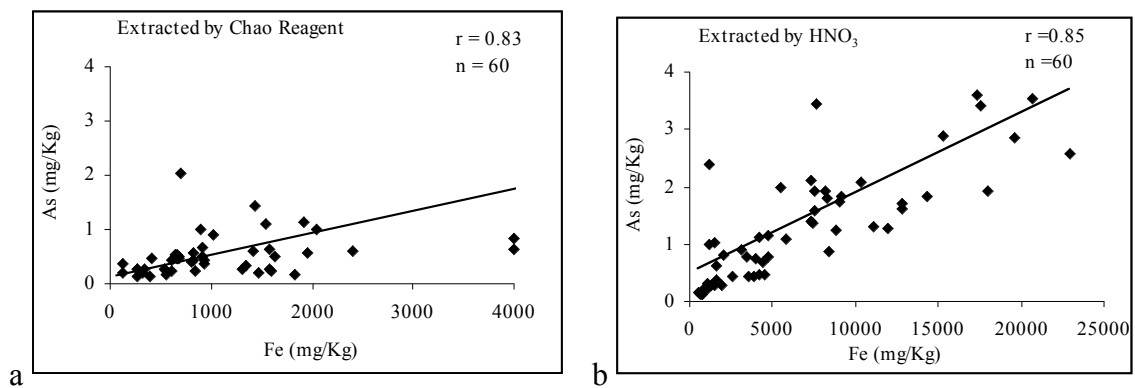 Extracted by Chao Reagent
r = 0.83
n = 60
4
3
2
1
0
As (mg/Kg)
0 1000 2000 3000 4000
Fe (mg/Kg)
a
Extracted by HNO₃
r =0.85
n =60
4
3
2
1
0
As (mg/Kg)
0 5000 10000 15000 20000 25000
Fe (mg/Kg)
b